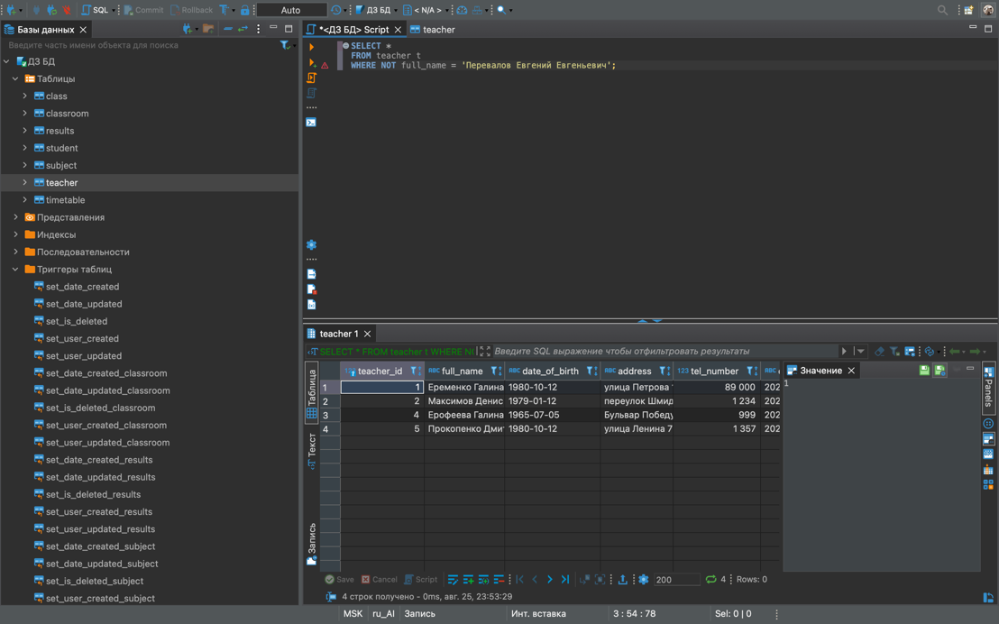 SQL Commit Rollback T Auto ДЗ БД < N/A >
Базы данных
Введите часть имени объекта для поиска
ДЗ БД
Таблицы
class
classroom
results
student
subject
teacher
timetable
Представления
Индексы
Последовательности
Триггеры таблиц
set_date_created
set_date_updated
set_is_deleted
set_user_created
set_user_updated
set_date_created_classroom
set_date_updated_classroom
set_is_deleted_classroom
set_user_created_classroom
set_user_updated_classroom
set_date_created_results
set_date_updated_results
set_is_deleted_results
set_user_created_results
set_user_updated_results
set_date_created_subject
set_date_updated_subject
set_is_deleted_subject
set_user_created_subject
*<ДЗ БД> Script teacher
SELECT *
FROM teacher t
WHERE NOT full_name = 'Перевалов Евгений Евгеньевич';
teacher 1
SELECT * FROM teacher t WHERE NO Введите SQL выражение чтобы отфильтровать результаты
Таблица
Текст
Запись
123 teacher_id ABC full_name ABC date_of_birth ABC address 123 tel_number
1 1 Еременко Галина 1980-10-12 улица Петрова 89 000 202
2 2 Максимов Денис 1979-01-12 переулок Шмид 1 234 202
3 4 Ерофеева Галина 1965-07-05 Бульвар Победу 999 202
4 5 Прокопенко Дми 1980-10-12 улица Ленина 7 1 357 202
Значение
1
Panels
Save Cancel Script 200 4 Rows: 0
4 строк получено - 0ms, авг. 25, 23:53:29
MSK ru_AI Запись Инт. вставка 3 : 54 : 78 Sel: 0 | 0